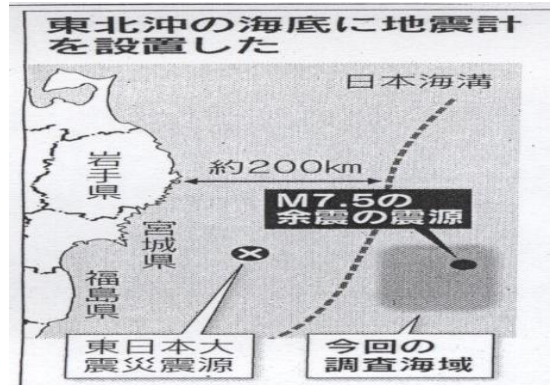 東北沖の海底に地震計
を設置した
日本海溝
岩手県
約200km
M7.5の
余震の震源
宮城県
福島県
東日本大
震災震源
今回の
調査海域